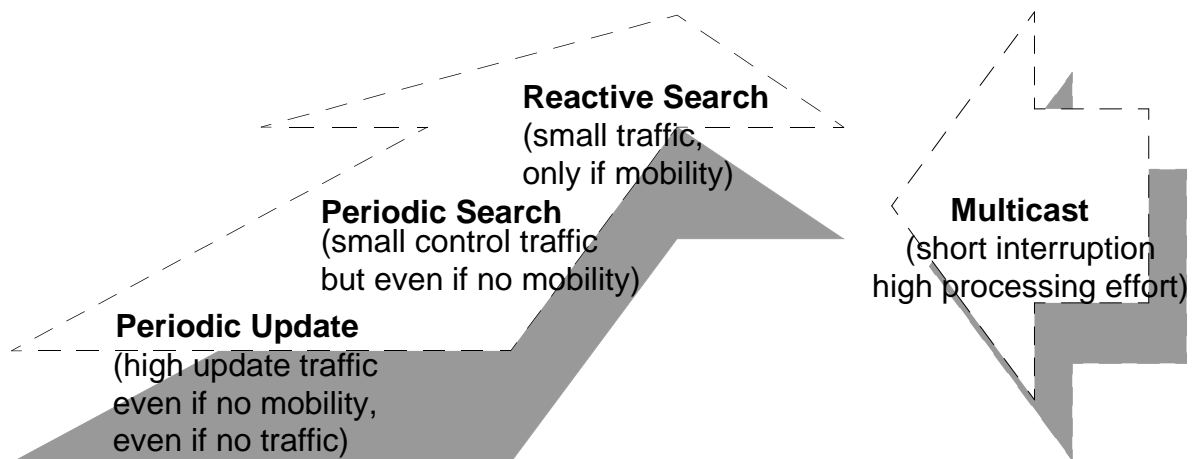 Reactive Search
(small traffic,
only if mobility)
Periodic Search
(small control traffic
but even if no mobility)
Periodic Update
(high update traffic
even if no mobility,
even if no traffic)
Multicast
(short interruption
high processing effort)